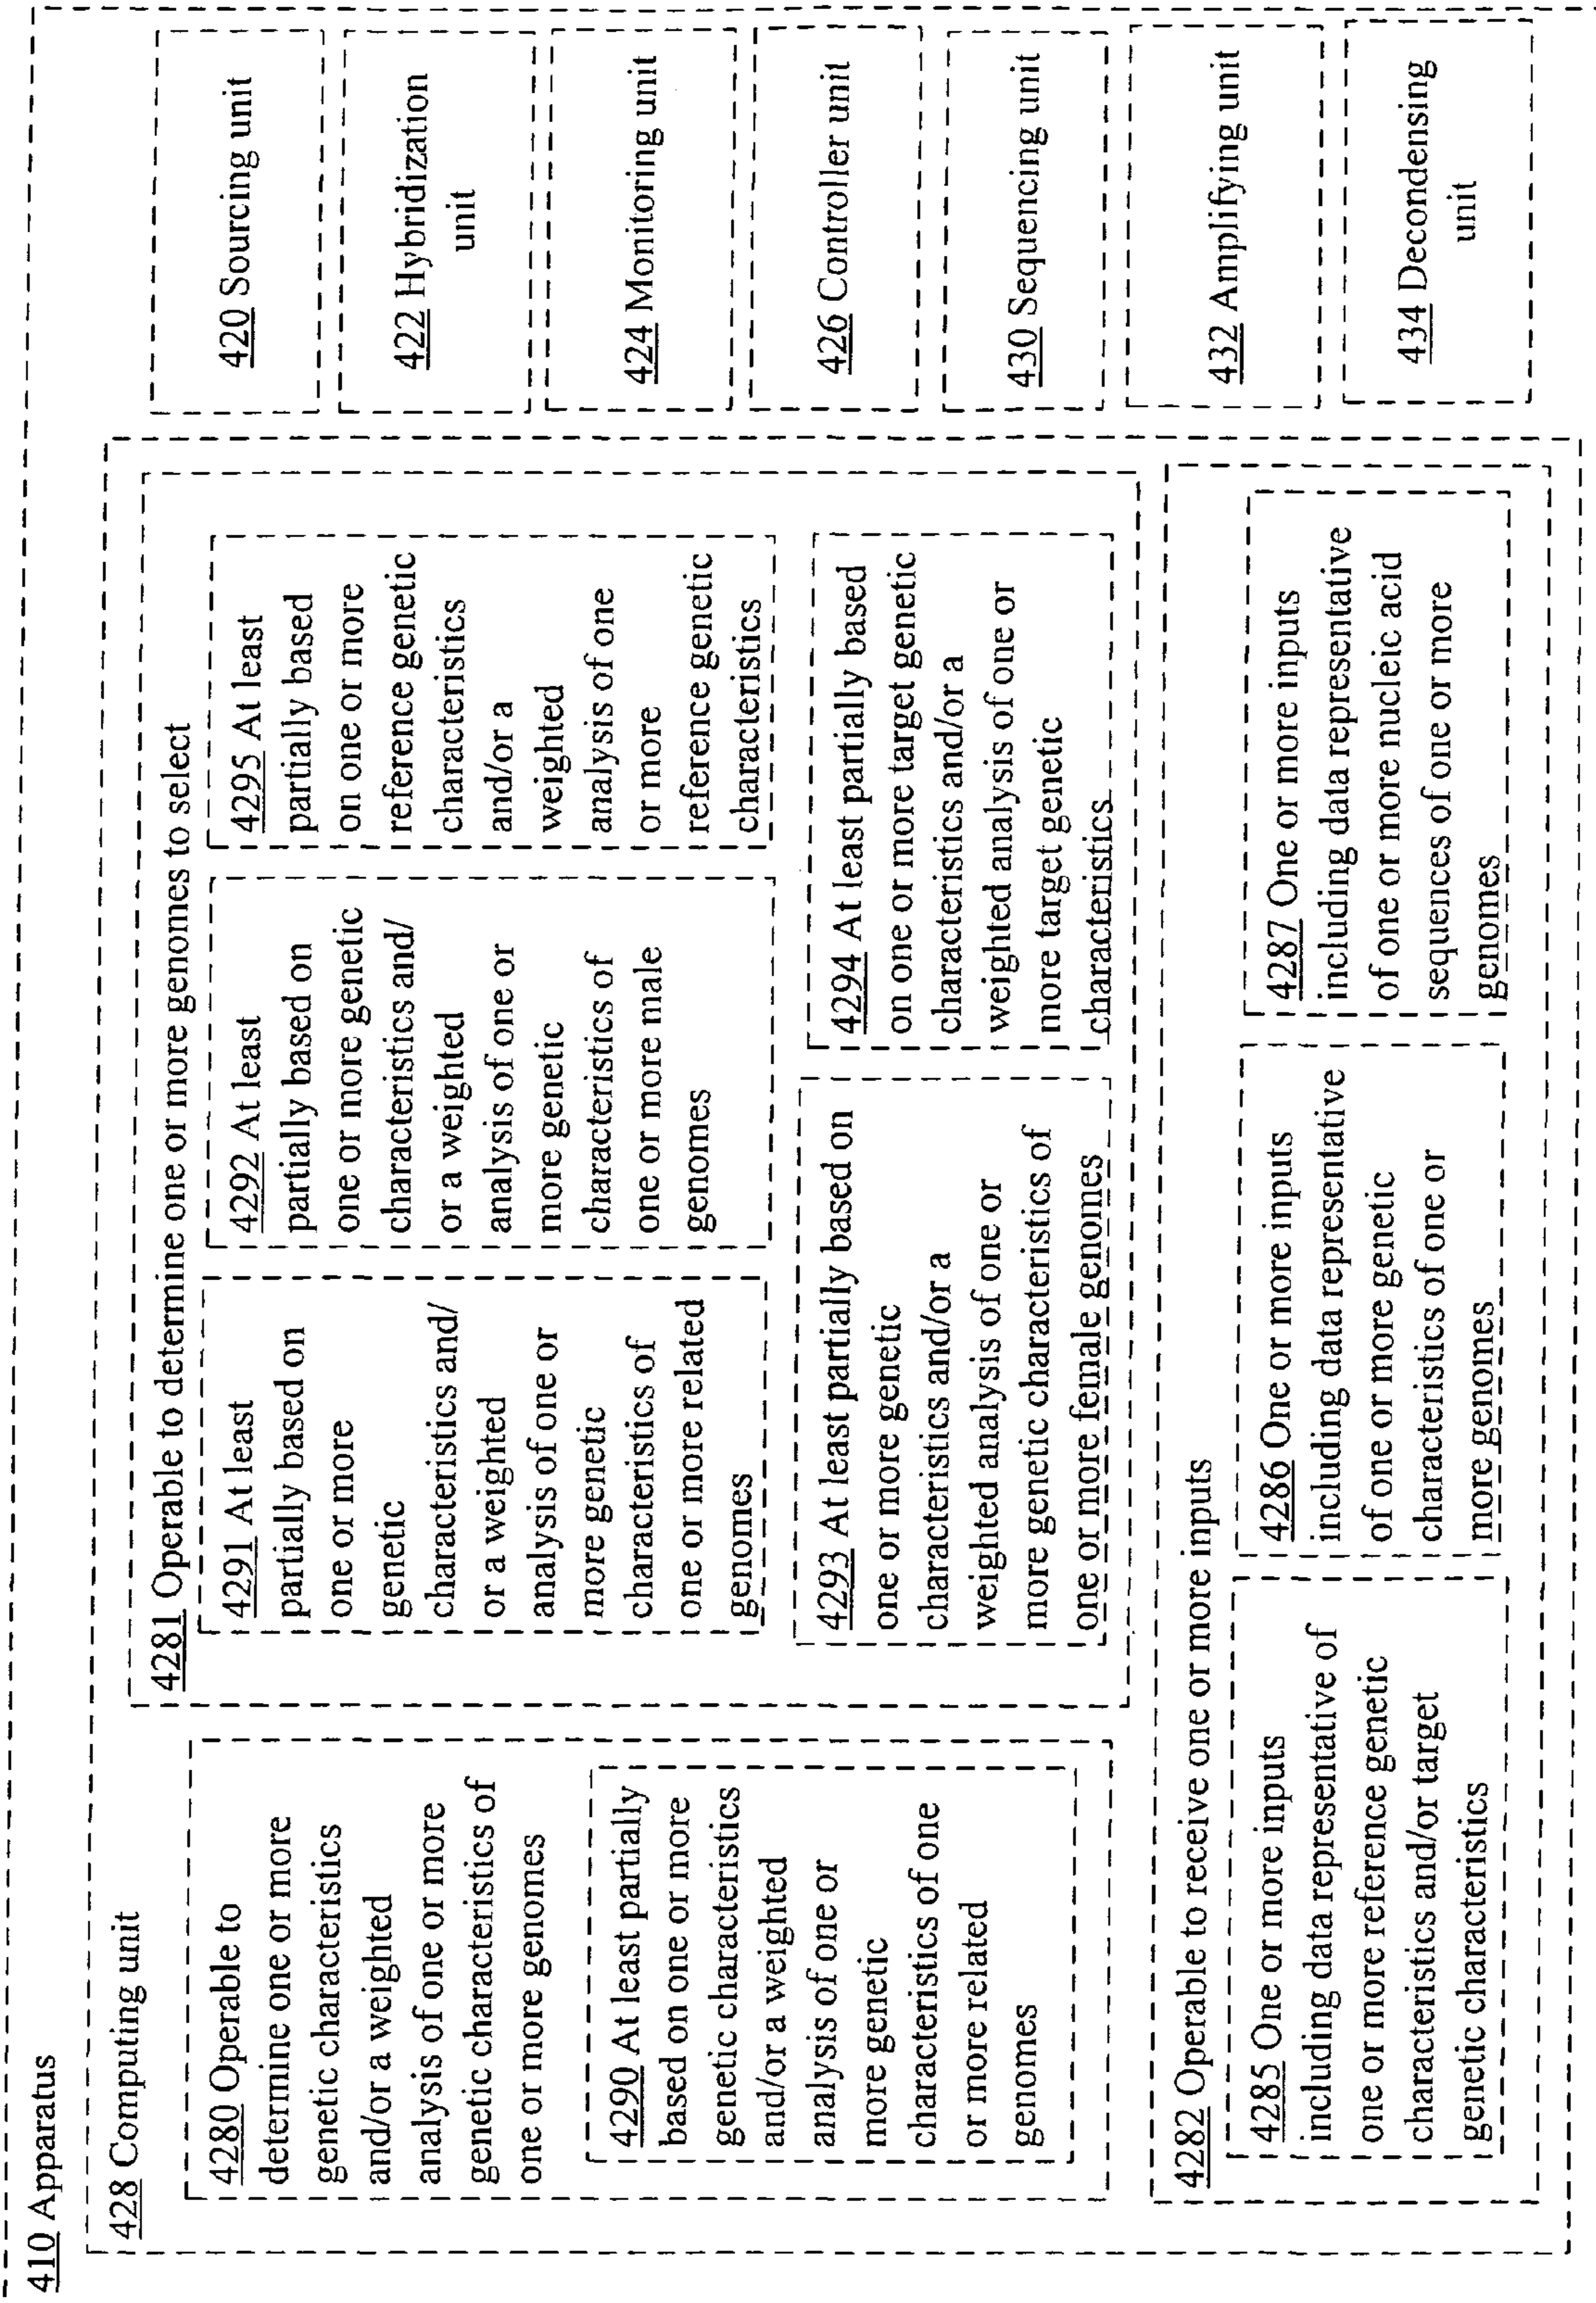 410 Apparatus
428 Computing unit
4280 Operable to
determine one or more
genetic characteristics
and/or a weighted
analysis of one or more
genetic characteristics of
one or more genomes
4290 At least partially
based on one or more
genetic characteristics
and/or a weighted
analysis of one or
more genetic
characteristics of one
or more related
genomes
4281 Operable to determine one or more genomes to select
4291 At least
partially based on
one or more
genetic
characteristics and/
or a weighted
analysis of one or
more genetic
characteristics of
one or more related
genomes
4292 At least
partially based on
one or more genetic
characteristics and/
or a weighted
analysis of one or
more genetic
characteristics of
one or more male
genomes
4295 At least
partially based
on one or more
reference genetic
characteristics
and/or a
weighted
analysis of one
or more
reference genetic
characteristics
4293 At least partially based on
one or more genetic
characteristics and/or a
weighted analysis of one or
more genetic characteristics of
one or more female genomes
4294 At least partially based
on one or more target genetic
characteristics and/or a
weighted analysis of one or
more target genetic
characteristics
4282 Operable to receive one or more inputs
4285 One or more inputs
including data representative of
one or more reference genetic
characteristics and/or target
genetic characteristics
4286 One or more inputs
including data representative
of one or more genetic
characteristics of one or
more genomes
4287 One or more inputs
including data representative
of one or more nucleic acid
sequences of one or more
genomes
420 Sourcing unit
422 Hybridization
unit
424 Monitoring unit
426 Controller unit
430 Sequencing unit
432 Amplifying unit
434 Decondensing
unit